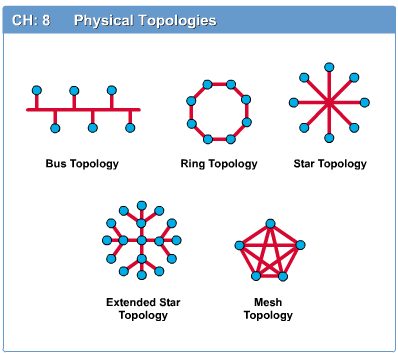 CH: 8 Physical Topologies
Bus Topology
Ring Topology
Star Topology
Extended Star
Topology
Mesh
Topology